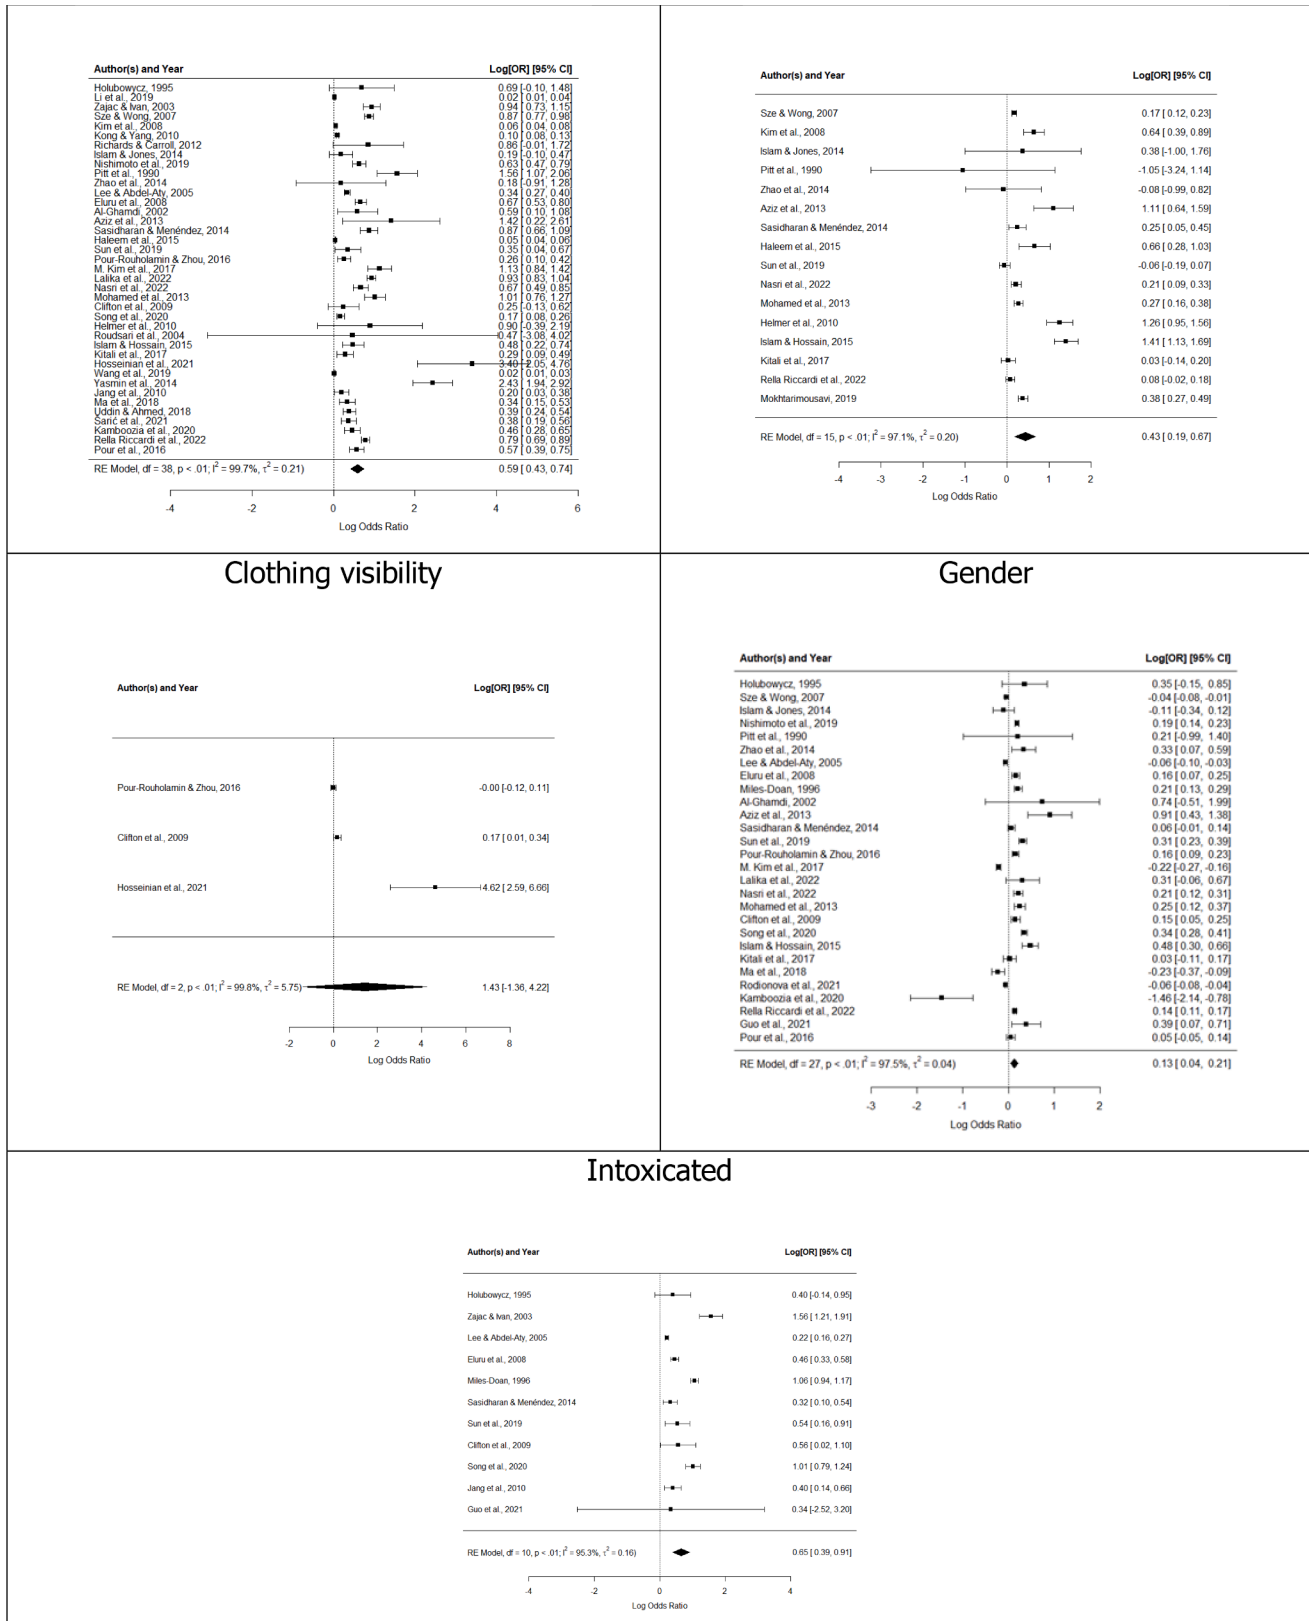 Author(s) and Year Log[OR] [95% CI]
Holubowycz, 1995 0.69 [-0.10, 1.48]
Li et al., 2019 0.02 [ 0.01, 0.04]
Zajac & Ivan, 2003 0.94 [ 0.73, 1.15]
Sze & Wong, 2007 0.87 [ 0.77, 0.98]
Kim et al., 2008 0.06 [ 0.04, 0.08]
Kong & Yang, 2010 0.10 [ 0.08, 0.13]
Richards & Carroll, 2012 0.86 [-0.01, 1.72]
Islam & Jones, 2014 0.19 [-0.10, 0.47]
Nishimoto et al., 2019 0.63 [ 0.47, 0.79]
Pitt et al., 1990 1.56 [ 1.07, 2.06]
Zhao et al., 2014 0.18 [-0.91, 1.28]
Lee & Abdel-Aty, 2005 0.34 [ 0.27, 0.40]
Eluru et al., 2008 0.67 [ 0.53, 0.80]
Al-Ghamdi, 2002 0.59 [ 0.10, 1.08]
Aziz et al., 2013 1.42 [ 0.22, 2.61]
Sasidharan & Menéndez, 2014 0.87 [ 0.66, 1.09]
Haleem et al., 2015 0.05 [ 0.04, 0.06]
Sun et al., 2019 0.35 [ 0.04, 0.67]
Pour-Rouholamin & Zhou, 2016 0.26 [ 0.10, 0.42]
M. Kim et al., 2017 1.13 [ 0.84, 1.42]
Lalika et al., 2022 0.93 [ 0.83, 1.04]
Nasri et al., 2022 0.67 [ 0.49, 0.85]
Mohamed et al., 2013 1.01 [ 0.76, 1.27]
Clifton et al., 2009 0.25 [-0.13, 0.62]
Song et al., 2020 0.17 [ 0.08, 0.26]
Helmer et al., 2010 0.90 [-0.39, 2.19]
Roudsari et al., 2004 0.47 [-3.08, 4.02]
Islam & Hossain, 2015 0.48 [ 0.22, 0.74]
Kitali et al., 2017 0.29 [ 0.09, 0.49]
Hosseinian et al., 2021 3.40 [ 2.05, 4.76]
Wang et al., 2019 0.02 [ 0.01, 0.03]
Yasmin et al., 2014 2.43 [ 1.94, 2.92]
Jang et al., 2010 0.20 [ 0.03, 0.38]
Ma et al., 2018 0.34 [ 0.15, 0.53]
Uddin & Ahmed, 2018 0.39 [ 0.24, 0.54]
Šarić et al., 2021 0.38 [ 0.19, 0.56]
Kamboozia et al., 2020 0.46 [ 0.28, 0.65]
Rella Riccardi et al., 2022 0.79 [ 0.69, 0.89]
Pour et al., 2016 0.57 [ 0.39, 0.75]
RE Model, df = 38, p < .01; I² = 99.7%, τ² = 0.21) 0.59 [ 0.43, 0.74]
-4 -2 0 2 4 6
Log Odds Ratio
Author(s) and Year Log[OR] [95% CI]
Sze & Wong, 2007 0.17 [ 0.12, 0.23]
Kim et al., 2008 0.64 [ 0.39, 0.89]
Islam & Jones, 2014 0.38 [-1.00, 1.76]
Pitt et al., 1990 -1.05 [-3.24, 1.14]
Zhao et al., 2014 -0.08 [-0.99, 0.82]
Aziz et al., 2013 1.11 [ 0.64, 1.59]
Sasidharan & Menéndez, 2014 0.25 [ 0.05, 0.45]
Haleem et al., 2015 0.66 [ 0.28, 1.03]
Sun et al., 2019 -0.06 [-0.19, 0.07]
Nasri et al., 2022 0.21 [ 0.09, 0.33]
Mohamed et al., 2013 0.27 [ 0.16, 0.38]
Helmer et al., 2010 1.26 [ 0.95, 1.56]
Islam & Hossain, 2015 1.41 [ 1.13, 1.69]
Kitali et al., 2017 0.03 [-0.14, 0.20]
Rella Riccardi et al., 2022 0.08 [-0.02, 0.18]
Mokhtarimousavi, 2019 0.38 [ 0.27, 0.49]
RE Model, df = 15, p < .01; I² = 97.1%, τ² = 0.20) 0.43 [ 0.19, 0.67]
-4 -3 -2 -1 0 1 2
Log Odds Ratio
Clothing visibility
Author(s) and Year Log[OR] [95% CI]
Pour-Rouholamin & Zhou, 2016 -0.00 [-0.12, 0.11]
Clifton et al., 2009 0.17 [ 0.01, 0.34]
Hosseinian et al., 2021 4.62 [ 2.59, 6.66]
RE Model, df = 2, p < .01; I² = 99.8%, τ² = 5.75) 1.43 [-1.36, 4.22]
-2 0 2 4 6 8
Log Odds Ratio
Gender
Author(s) and Year Log[OR] [95% CI]
Holubowycz, 1995 0.35 [-0.15, 0.85]
Sze & Wong, 2007 -0.04 [-0.08, -0.01]
Islam & Jones, 2014 -0.11 [-0.34, 0.12]
Nishimoto et al., 2019 0.19 [ 0.14, 0.23]
Pitt et al., 1990 0.21 [-0.99, 1.40]
Zhao et al., 2014 0.33 [ 0.07, 0.59]
Lee & Abdel-Aty, 2005 -0.06 [-0.10, -0.03]
Eluru et al., 2008 0.16 [ 0.07, 0.25]
Miles-Doan, 1996 0.21 [ 0.13, 0.29]
Al-Ghamdi, 2002 0.74 [-0.51, 1.99]
Aziz et al., 2013 0.91 [ 0.43, 1.38]
Sasidharan & Menéndez, 2014 0.06 [-0.01, 0.14]
Sun et al., 2019 0.31 [ 0.23, 0.39]
Pour-Rouholamin & Zhou, 2016 0.16 [ 0.09, 0.23]
M. Kim et al., 2017 -0.22 [-0.27, -0.16]
Lalika et al., 2022 0.31 [-0.06, 0.67]
Nasri et al., 2022 0.21 [ 0.12, 0.31]
Mohamed et al., 2013 0.25 [ 0.12, 0.37]
Clifton et al., 2009 0.15 [ 0.05, 0.25]
Song et al., 2020 0.34 [ 0.28, 0.41]
Islam & Hossain, 2015 0.48 [ 0.30, 0.66]
Kitali et al., 2017 0.03 [-0.11, 0.17]
Ma et al., 2018 -0.23 [-0.37, -0.09]
Rodionova et al., 2021 -0.06 [-0.08, -0.04]
Kamboozia et al., 2020 -1.46 [-2.14, -0.78]
Rella Riccardi et al., 2022 0.14 [ 0.11, 0.17]
Guo et al., 2021 0.39 [ 0.07, 0.71]
Pour et al., 2016 0.05 [-0.05, 0.14]
RE Model, df = 27, p < .01; I² = 97.5%, τ² = 0.04) 0.13 [ 0.04, 0.21]
-3 -2 -1 0 1 2
Log Odds Ratio
Intoxicated
Author(s) and Year Log[OR] [95% CI]
Holubowycz, 1995 0.40 [-0.14, 0.95]
Zajac & Ivan, 2003 1.56 [ 1.21, 1.91]
Lee & Abdel-Aty, 2005 0.22 [ 0.16, 0.27]
Eluru et al., 2008 0.46 [ 0.33, 0.58]
Miles-Doan, 1996 1.06 [ 0.94, 1.17]
Sasidharan & Menéndez, 2014 0.32 [ 0.10, 0.54]
Sun et al., 2019 0.54 [ 0.16, 0.91]
Clifton et al., 2009 0.56 [ 0.02, 1.10]
Song et al., 2020 1.01 [ 0.79, 1.24]
Jang et al., 2010 0.40 [ 0.14, 0.66]
Guo et al., 2021 0.34 [-2.52, 3.20]
RE Model, df = 10, p < .01; I² = 95.3%, τ² = 0.16) 0.65 [ 0.39, 0.91]
-4 -2 0 2 4
Log Odds Ratio